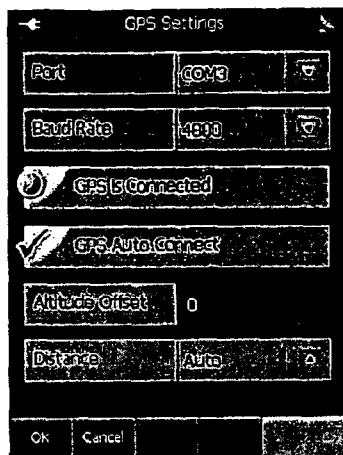 GPS Settings
Port COM3
Baud Rate 4800
GPS Is Connected
GPS Auto Connect
Altitude Offset 0
Distance Auto
OK Cancel